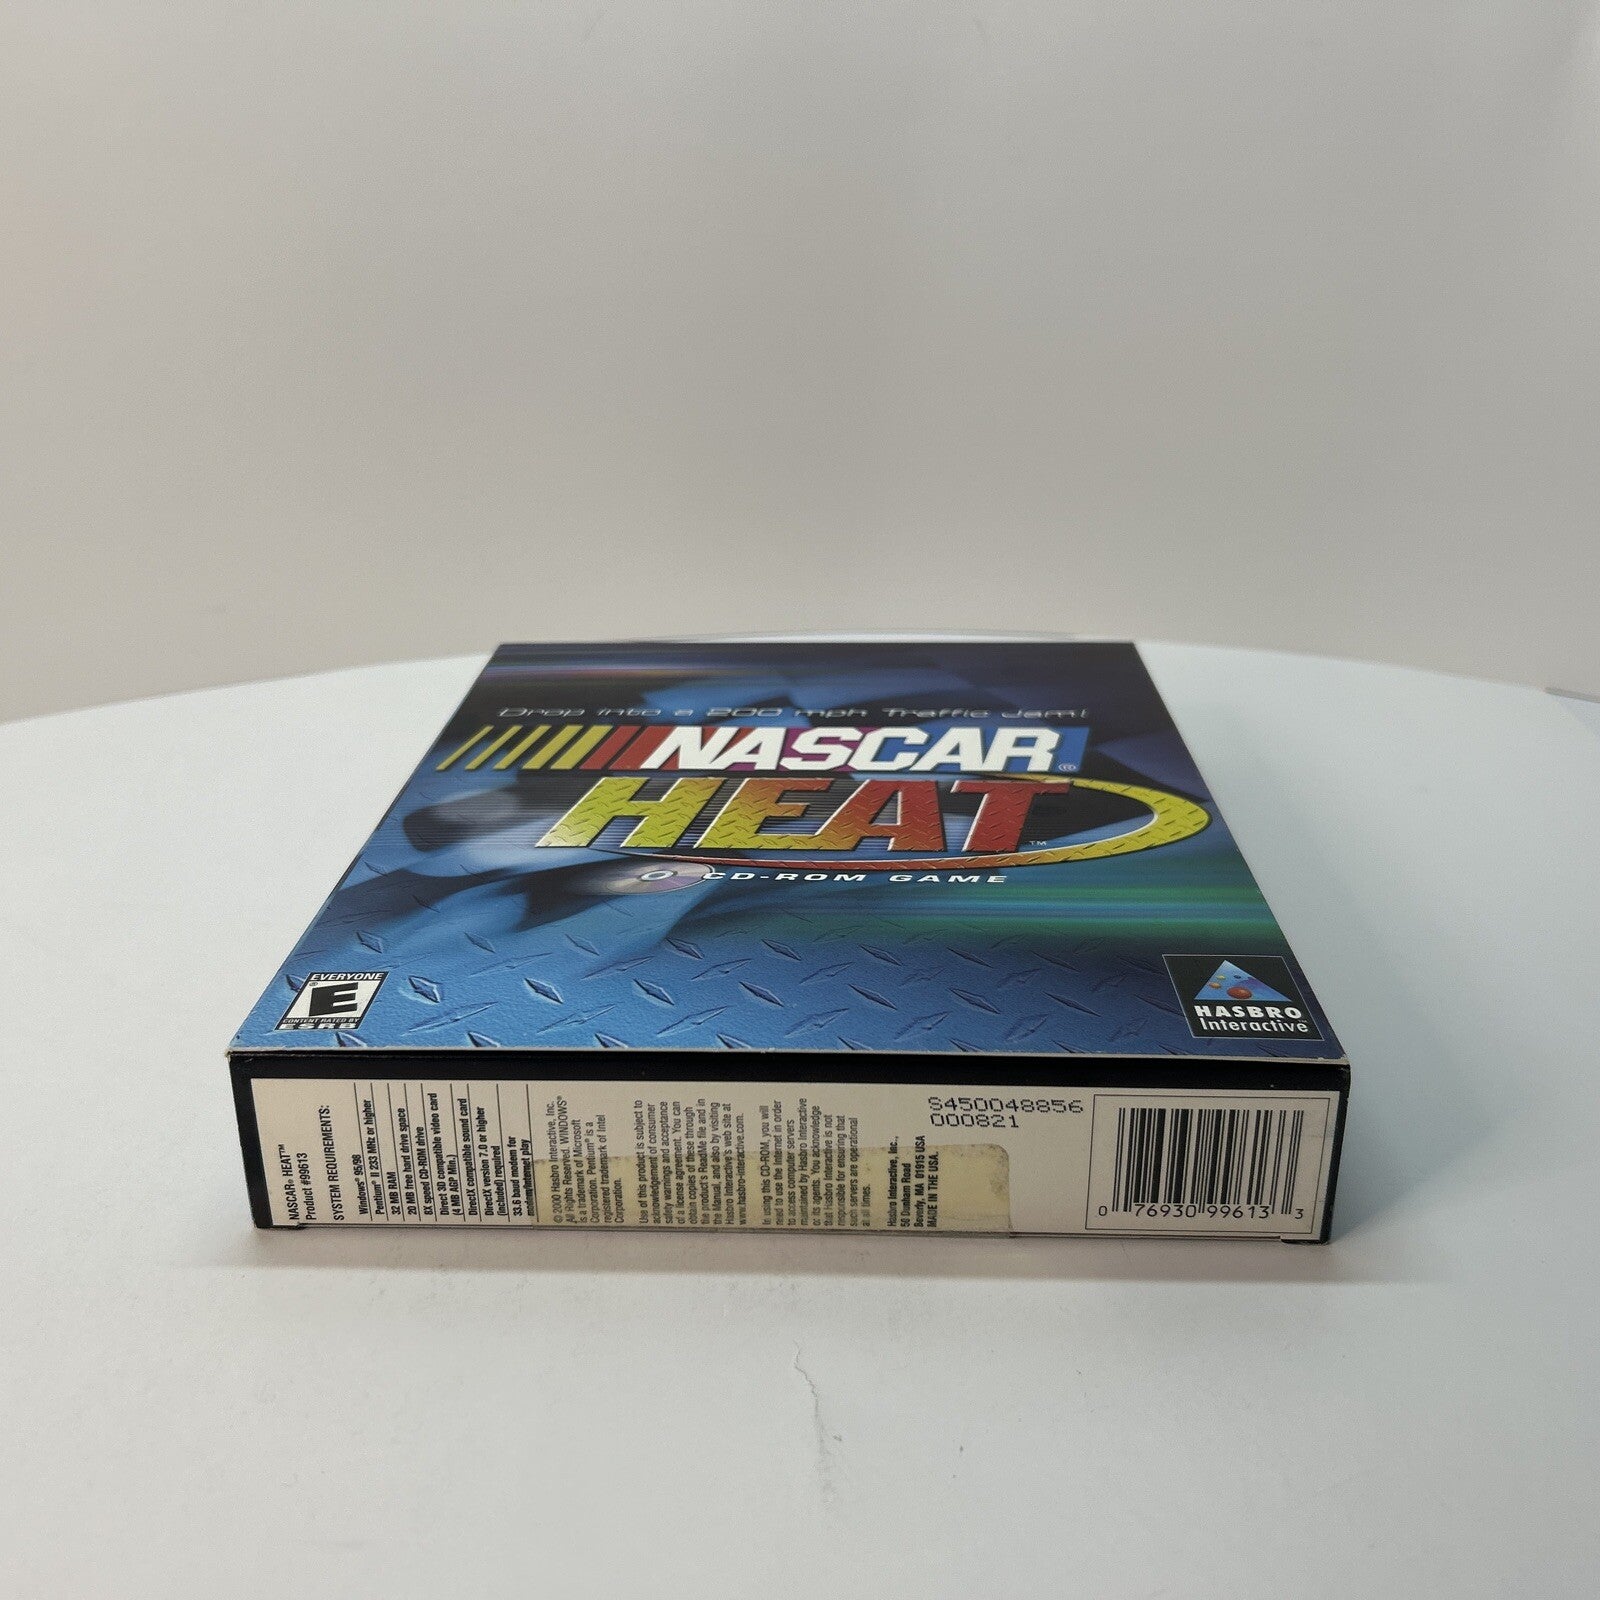 Drop into a 200 mph Traffic Jam!
NASCAR®
HEAT™
CD-ROM GAME
EVERYONE
E
CONTENT RATED BY
ESRB
HASBRO
Interactive™
NASCAR® HEAT™
Product #99613
SYSTEM REQUIREMENTS:
Windows® 95/98
Pentium® II 233 MHz or higher
32 MB RAM
20 MB free hard drive space
6X speed CD-ROM drive
Direct 3D compatible video card
(4 MB AGP Min.)
DirectX compatible sound card
DirectX version 7.0 or higher
(included) required
33.6 baud modem for
modem/internet play
© 2000 Hasbro Interactive, Inc.
All Rights Reserved. WINDOWS®
is a trademark of Microsoft
Corporation. Pentium® is a
registered trademark of Intel
Corporation.
Use of this product is subject to
acknowledgement of consumer
safety warnings and acceptance
of a license agreement. You can
obtain copies of these through
the product's ReadMe file and in
the Manual, and also by visiting
Hasbro Interactive's web site at
www.hasbro-interactive.com.
In using this CD-ROM, you will
need to use the Internet in order
to access computer servers
maintained by Hasbro Interactive
or its agents. You acknowledge
that Hasbro Interactive is not
responsible for ensuring that
such servers are operational
at all times.
Hasbro Interactive, Inc.,
50 Dunham Road
Beverly, MA 01915 USA
MADE IN THE USA.
S450048856
000821
0 76930 99613 3